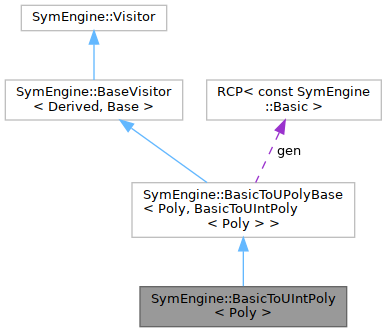 SymEngine::Visitor
SymEngine::BaseVisitor
< Derived, Base >
RCP< const SymEngine
::Basic >
gen
SymEngine::BasicToUPolyBase
< Poly, BasicToUIntPoly
< Poly > >
SymEngine::BasicToUIntPoly
< Poly >